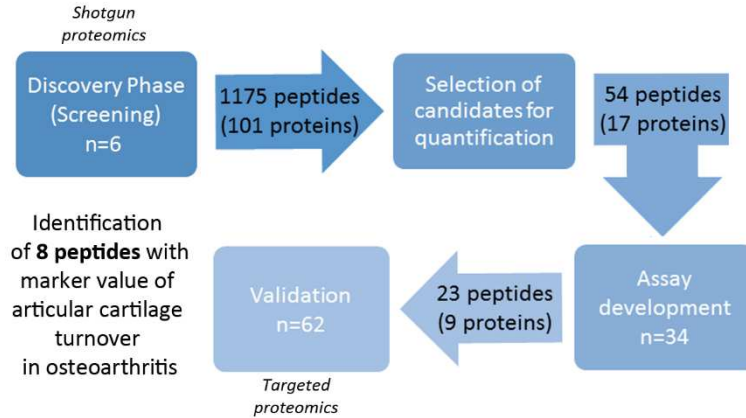 Shotgun
proteomics
Discovery Phase
(Screening)
n=6
1175 peptides
(101 proteins)
Selection of
candidates for
quantification
54 peptides
(17 proteins)
Assay
development
n=34
23 peptides
(9 proteins)
Validation
n=62
Targeted
proteomics
Identification
of 8 peptides with
marker value of
articular cartilage
turnover
in osteoarthritis